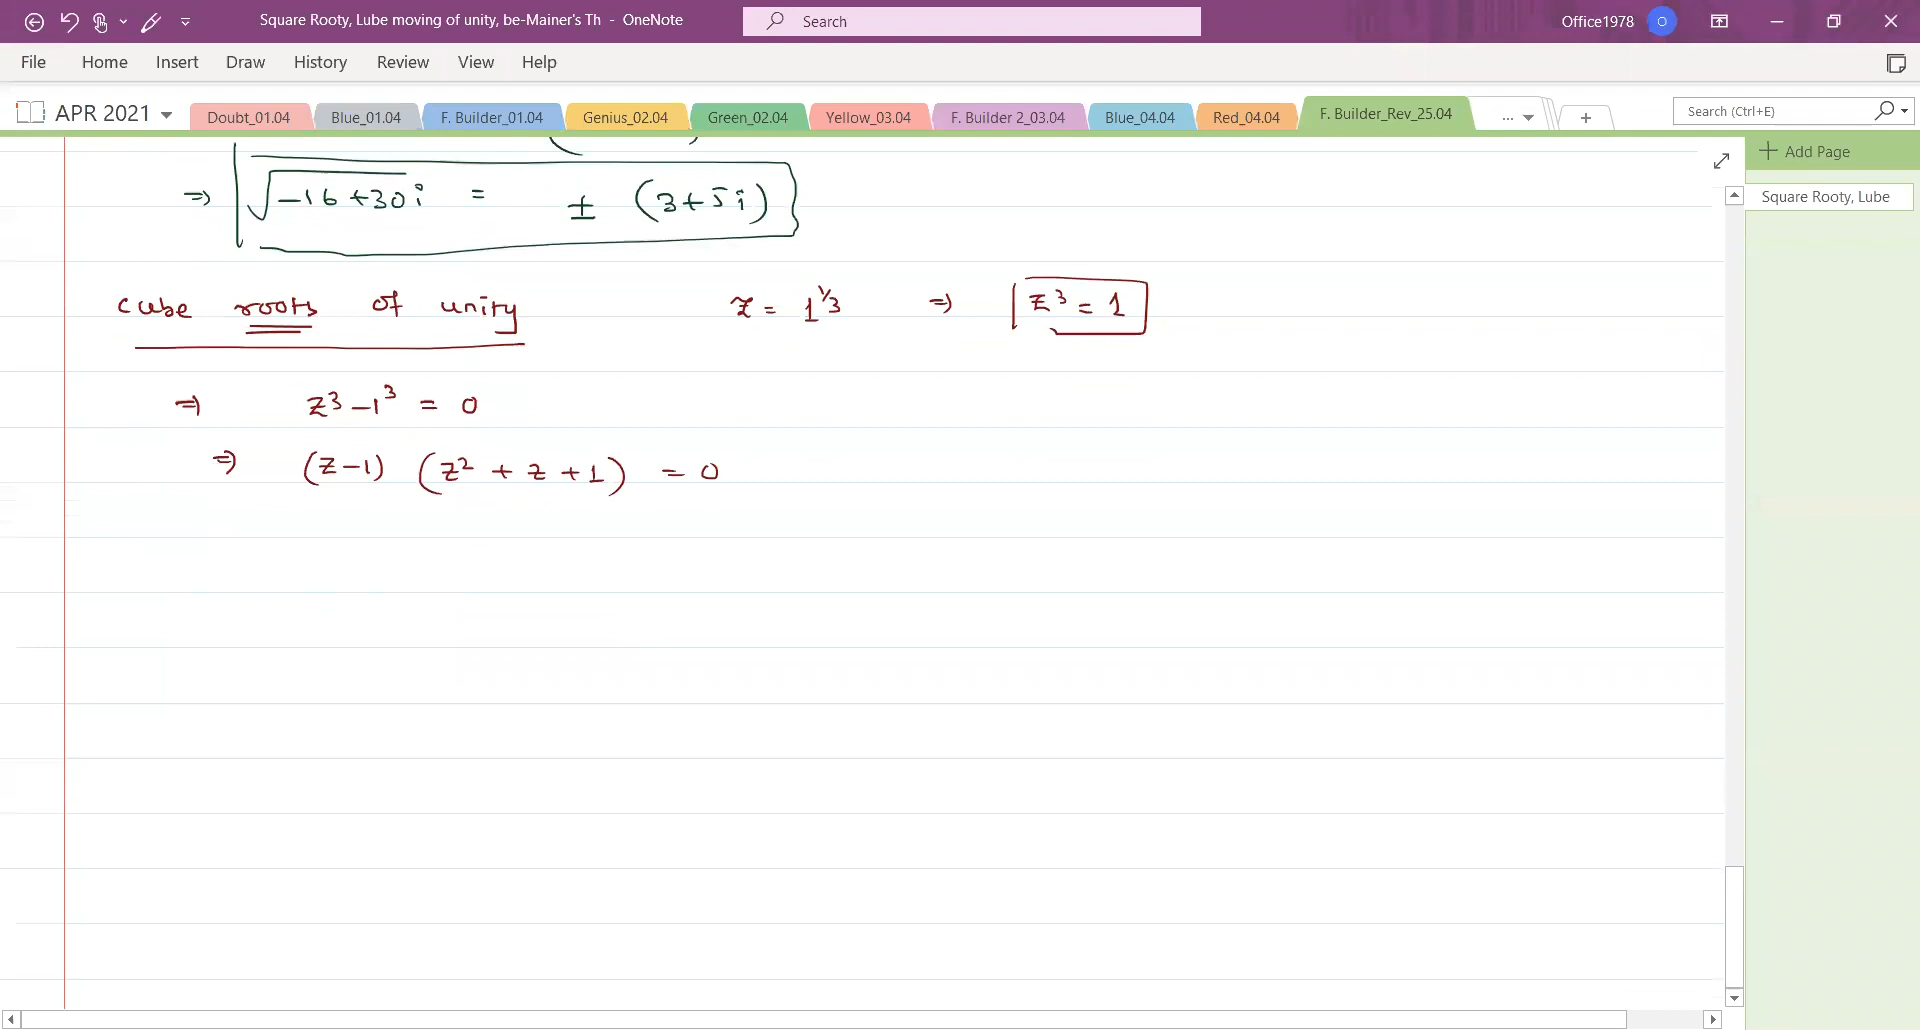 Square Rooty, Lube moving of unity, be-Mainer's Th - OneNote
Search
Office1978
O
File Home Insert Draw History Review View Help
APR 2021
Doubt_01.04 Blue_01.04 F. Builder_01.04 Genius_02.04 Green_02.04 Yellow_03.04 F. Builder 2_03.04 Blue_04.04 Red_04.04 F. Builder_Rev_25.04 ... +
Search (Ctrl+E)
+ Add Page
Square Rooty, Lube
⇒ √-16+30i = ± (3+5i)
cube roots of unity z = 1^1/3 ⇒ z³ = 1
⇒ z³ -1³ = 0
⇒ (z-1) (z² + z + 1) = 0